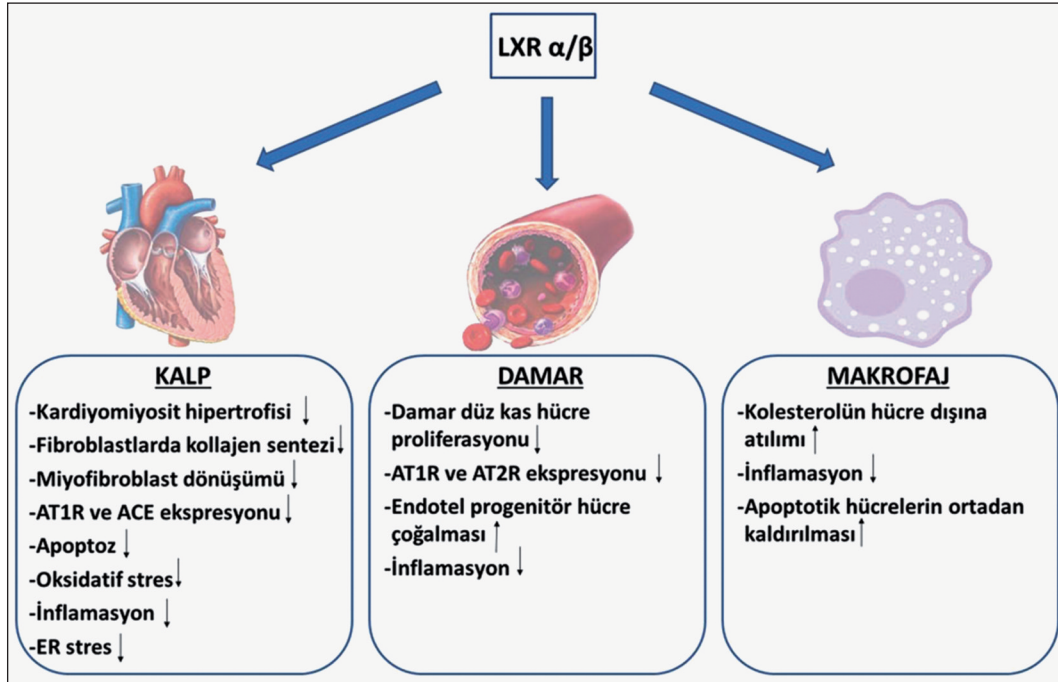 LXR α/β
KALP
-Kardiyomiyosit hipertrofisi ↓
-Fibroblastlarda kollajen sentezi↓
-Miyofibroblast dönüşümü ↓
-AT1R ve ACE ekspresyonu ↓
-Apoptoz ↓
-Oksidatif stres↓
-İnflamasyon ↓
-ER stres ↓
DAMAR
-Damar düz kas hücre
proliferasyonu ↓
-AT1R ve AT2R ekspresyonu ↓
-Endotel progenitör hücre
çoğalması ↑
-İnflamasyon ↓
MAKROFAJ
-Kolesterolün hücre dışına
atılımı ↑
-İnflamasyon ↓
-Apoptotik hücrelerin ortadan
kaldırılması ↑